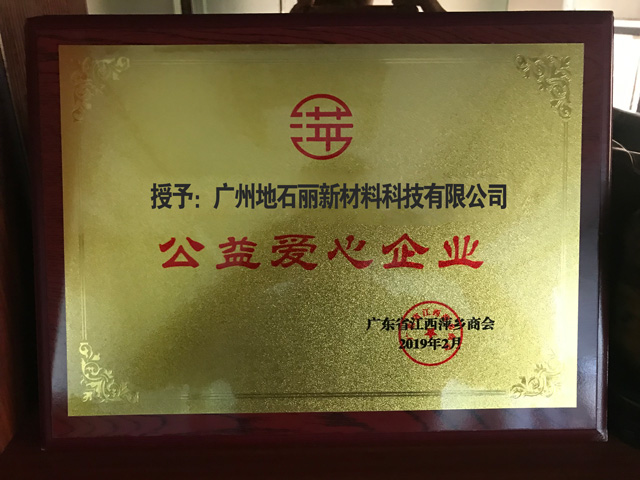 授予：广州地石丽新材料科技有限公司
公益爱心企业
广东省江西萍乡商会
2019年2月